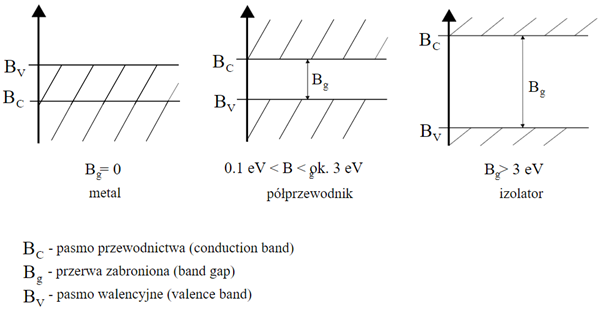 B_V
B_C
B_g = 0
metal
B_C
B_g
B_V
0.1 eV < B_g < ok. 3 eV
półprzewodnik
B_C
B_g
B_V
B_g > 3 eV
izolator
B_C - pasmo przewodnictwa (conduction band)
B_g - przerwa zabroniona (band gap)
B_V - pasmo walencyjne (valence band)